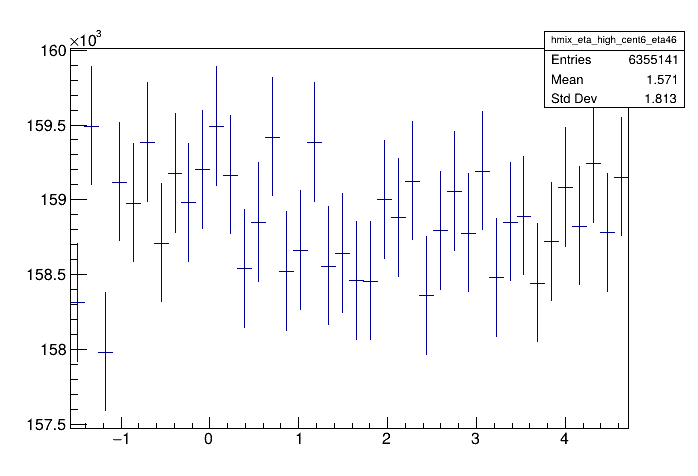 ×10³
hmix_eta_high_cent6_eta46
Entries 6355141
Mean 1.571
Std Dev 1.813
160
159.5
159
158.5
158
157.5
−1 0 1 2 3 4